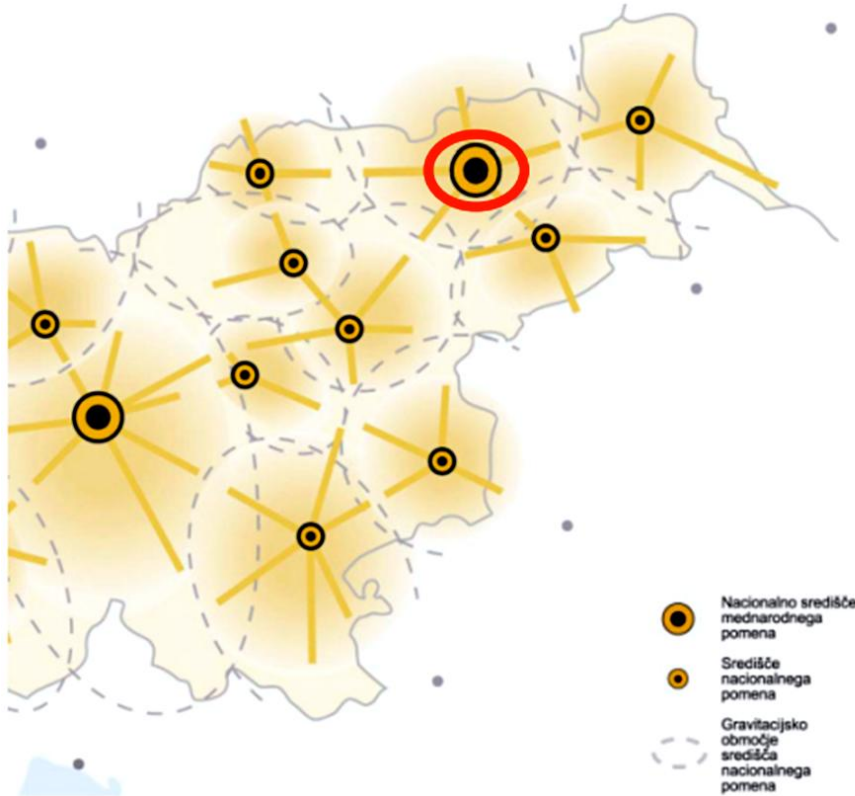 Nacionalno središče
mednarodnega
pomena
Središče
nacionalnega
pomena
Gravitacijsko
območje
središča
nacionalnega
pomena